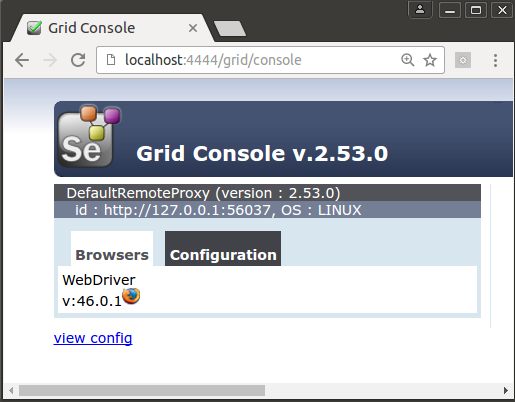 Grid Console
localhost:4444/grid/console
Se
Grid Console v.2.53.0
DefaultRemoteProxy (version : 2.53.0)
id : http://127.0.0.1:56037, OS : LINUX
Browsers Configuration
WebDriver
v:46.0.1
view config